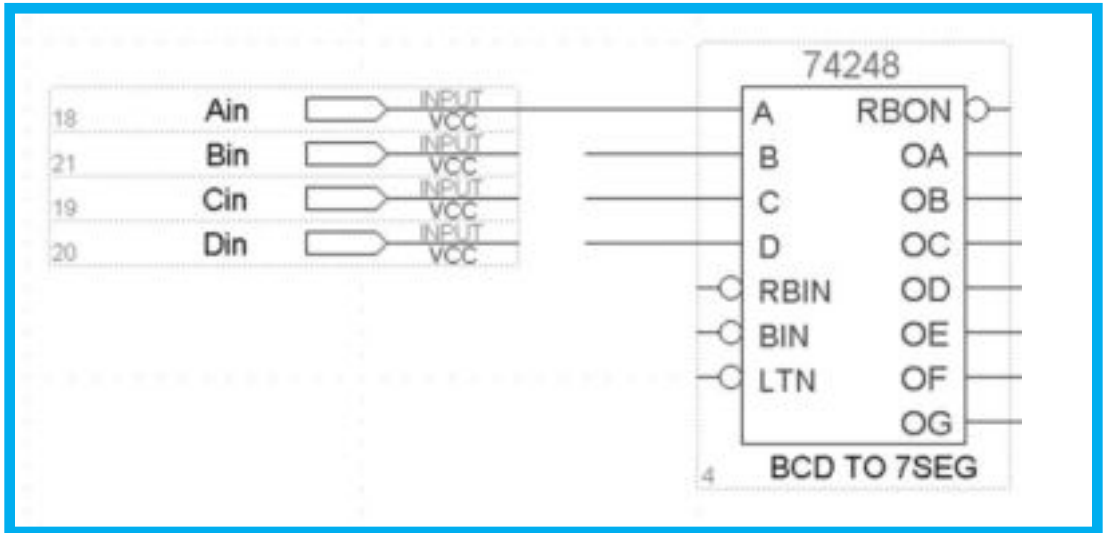 74248
18 Ain INPUT VCC A RBON
21 Bin INPUT VCC B OA
19 Cin INPUT VCC C OB
20 Din INPUT VCC D OC
RBIN OD
BIN OE
LTN OF
OG
4 BCD TO 7SEG